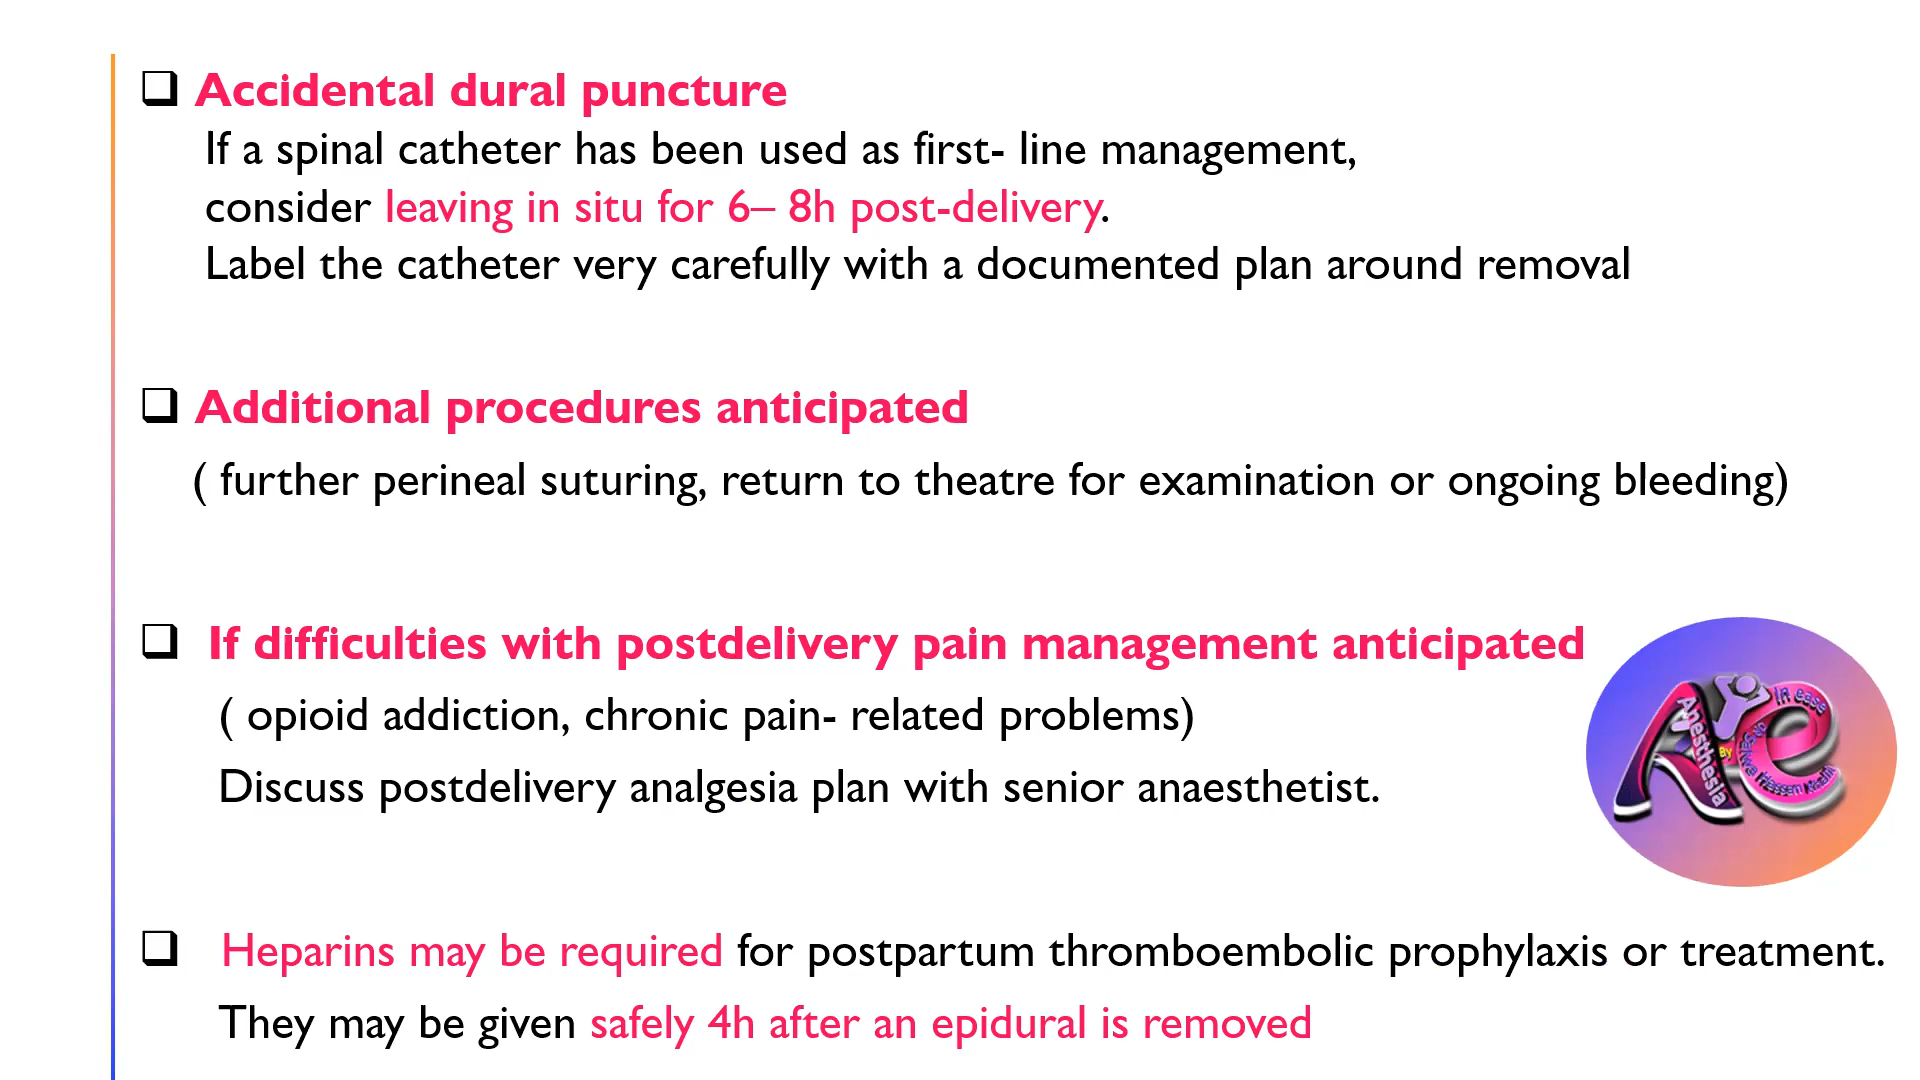 Accidental dural puncture
If a spinal catheter has been used as first- line management,
consider leaving in situ for 6– 8h post-delivery.
Label the catheter very carefully with a documented plan around removal
Additional procedures anticipated
( further perineal suturing, return to theatre for examination or ongoing bleeding)
If difficulties with postdelivery pain management anticipated
( opioid addiction, chronic pain- related problems)
Discuss postdelivery analgesia plan with senior anaesthetist.
Anesthesia
in ease
BY
Heparins may be required for postpartum thromboembolic prophylaxis or treatment.
They may be given safely 4h after an epidural is removed